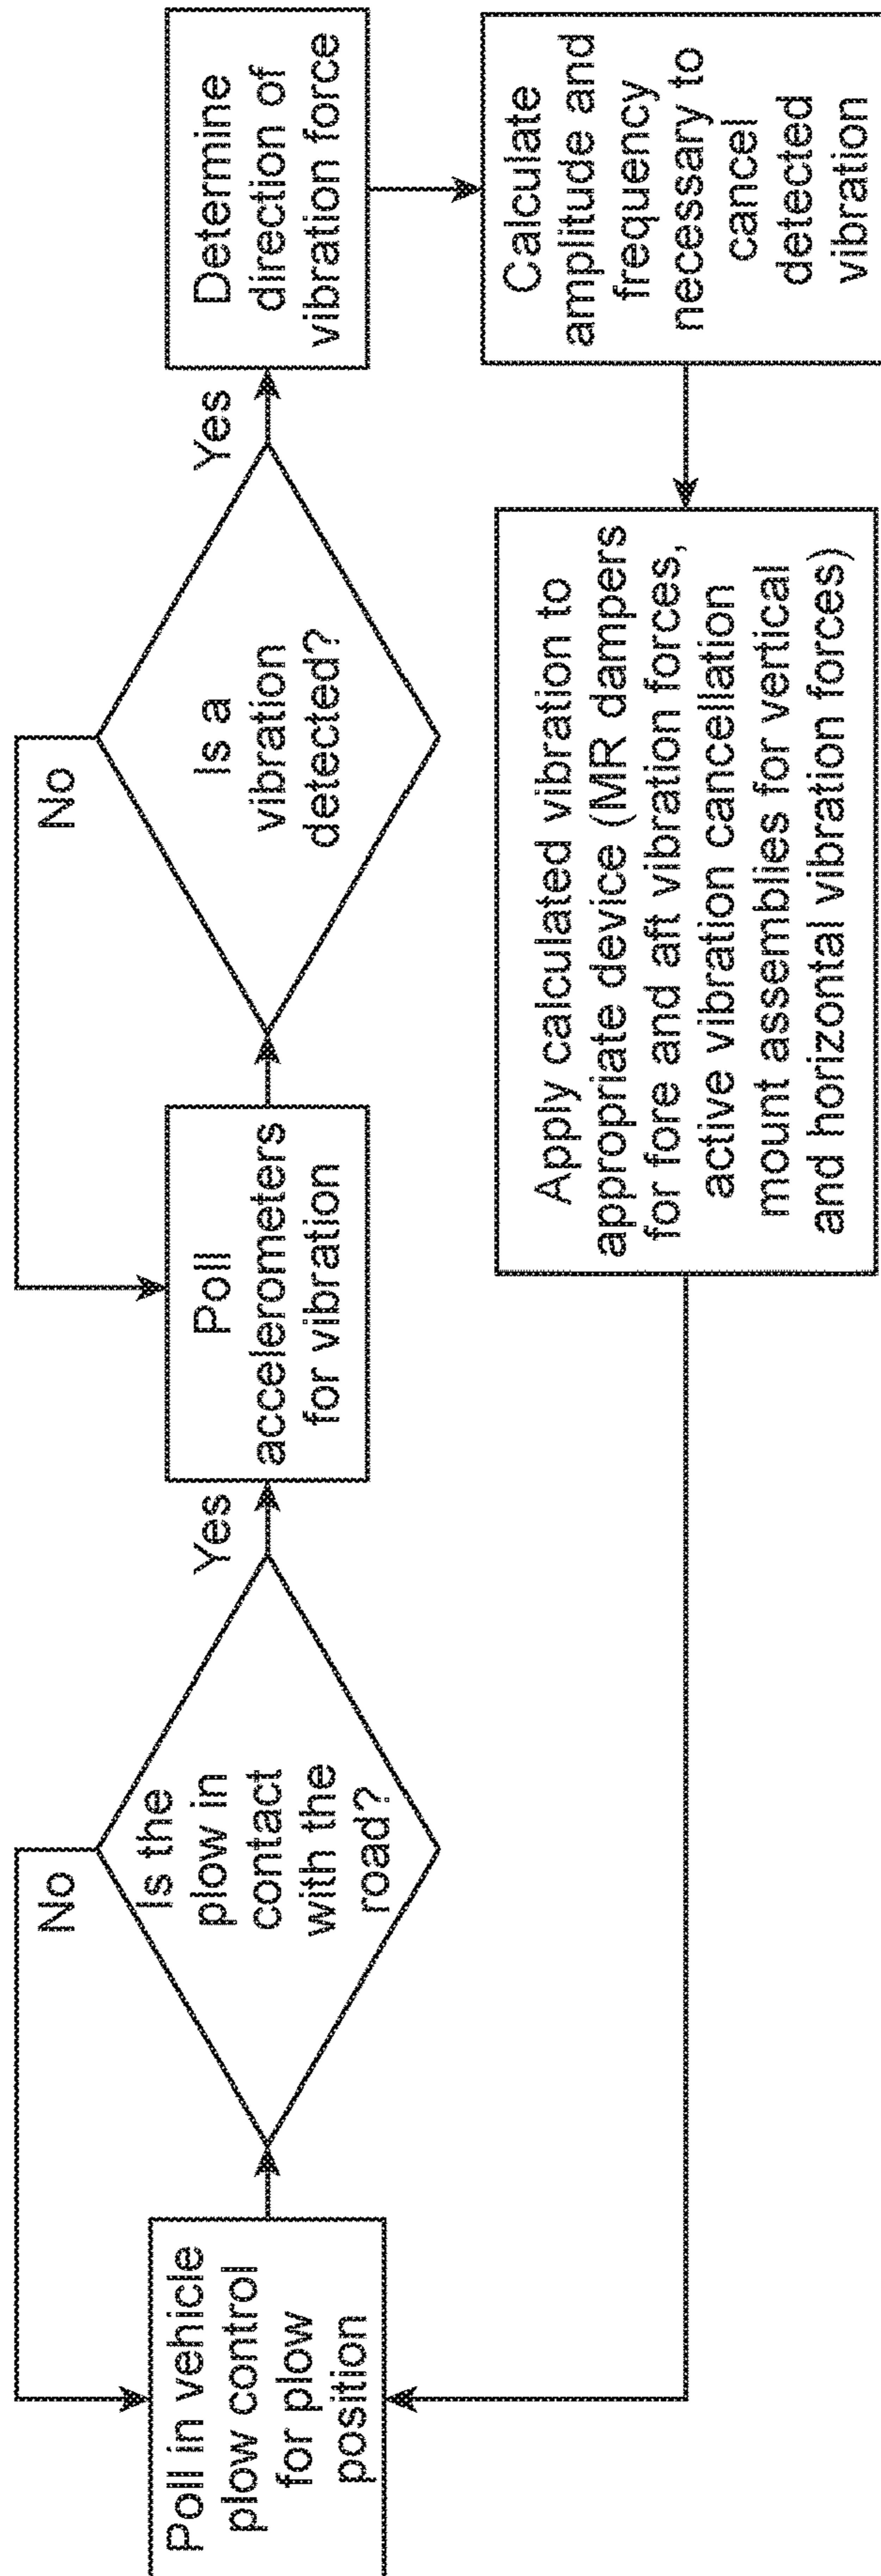 Poll in vehicle
plow control
for plow
position
No
Is the
plow in
contact
with the
road?
Yes
Poll
accelerometers
for vibration
No
Is a
vibration
detected?
Yes
Determine
direction of
vibration force
Calculate
amplitude and
frequency
necessary to
cancel
detected
vibration
Apply calculated vibration to
appropriate device (MR dampers
for fore and aft vibration forces,
active vibration cancellation
mount assemblies for vertical
and horizontal vibration forces)